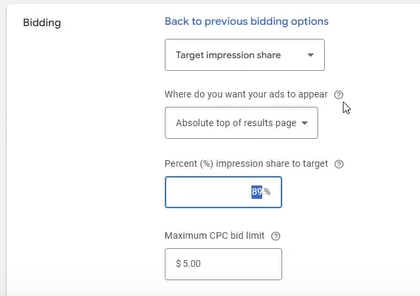 Bidding
Back to previous bidding options
Target impression share
Where do you want your ads to appear
Absolute top of results page
Percent (%) impression share to target
89%
Maximum CPC bid limit
$ 5.00